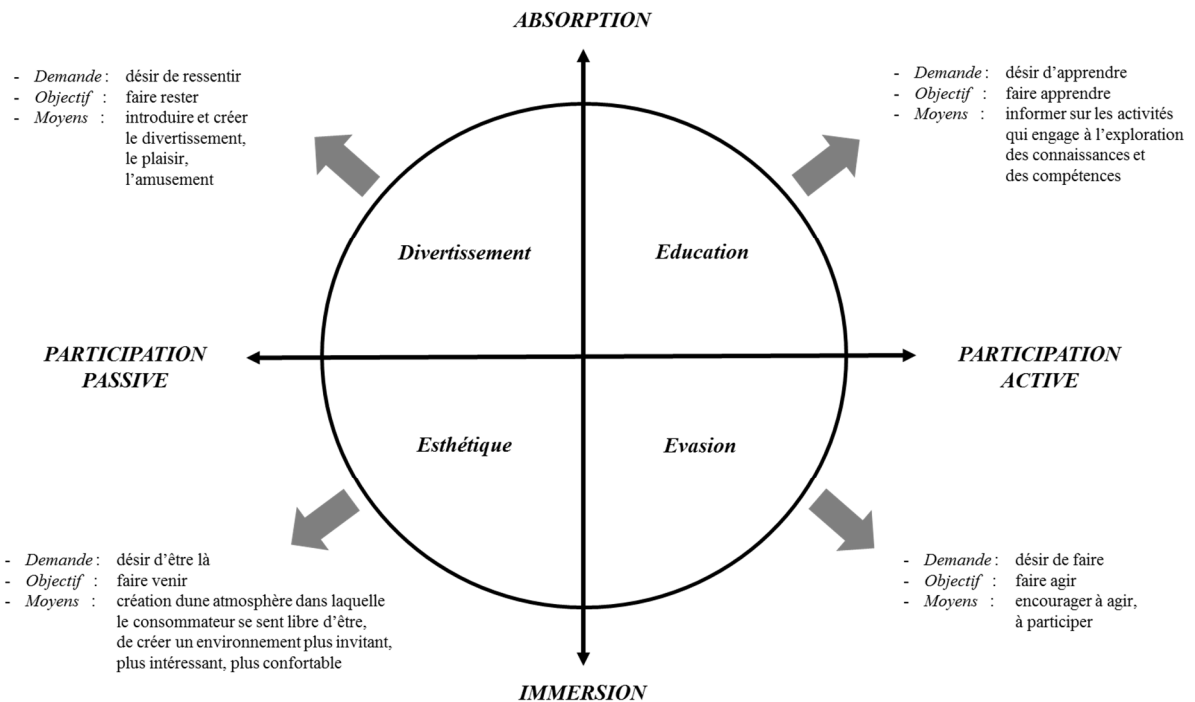 ABSORPTION
- Demande : désir de ressentir
- Objectif : faire rester
- Moyens : introduire et créer
le divertissement,
le plaisir,
l'amusement
- Demande : désir d'apprendre
- Objectif : faire apprendre
- Moyens : informer sur les activités
qui engage à l'exploration
des connaissances et
des compétences
Divertissement
Education
PARTICIPATION
PASSIVE
PARTICIPATION
ACTIVE
Esthétique
Evasion
- Demande : désir d'être là
- Objectif : faire venir
- Moyens : création dune atmosphère dans laquelle
le consommateur se sent libre d'être,
de créer un environnement plus invitant,
plus intéressant, plus confortable
- Demande : désir de faire
- Objectif : faire agir
- Moyens : encourager à agir,
à participer
IMMERSION